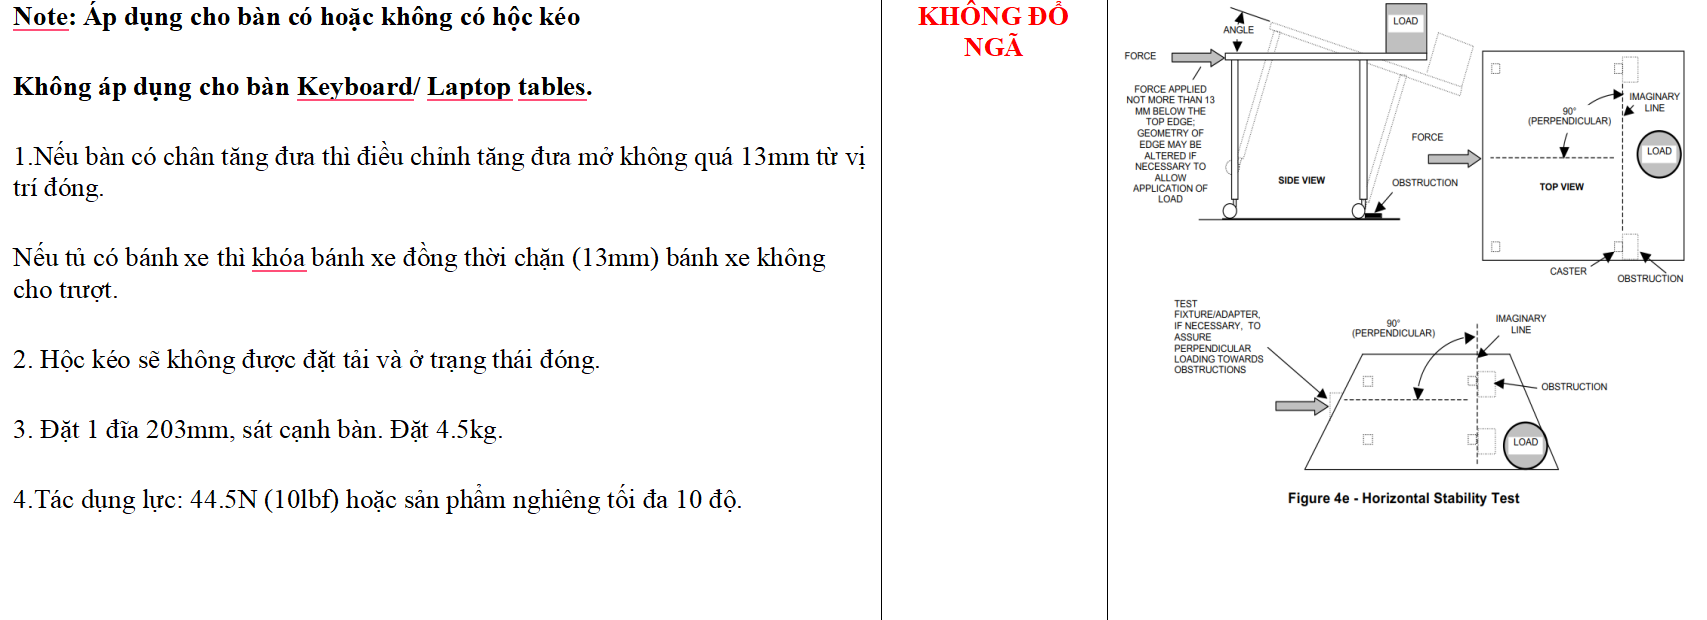 Note: Áp dụng cho bàn có hoặc không có hộc kéo
Không áp dụng cho bàn Keyboard/ Laptop tables.
1.Nếu bàn có chân tăng đưa thì điều chỉnh tăng đưa mở không quá 13mm từ vị
trí đóng.
Nếu tủ có bánh xe thì khóa bánh xe đồng thời chặn (13mm) bánh xe không
cho trượt.
2. Hộc kéo sẽ không được đặt tải và ở trạng thái đóng.
3. Đặt 1 đĩa 203mm, sát cạnh bàn. Đặt 4.5kg.
4.Tác dụng lực: 44.5N (10lbf) hoặc sản phẩm nghiêng tối đa 10 độ.
KHÔNG ĐỔ
NGÃ
LOAD
ANGLE
FORCE
FORCE APPLIED
NOT MORE THAN 13
MM BELOW THE
TOP EDGE;
GEOMETRY OF
EDGE MAY BE
ALTERED IF
NECESSARY TO
ALLOW
APPLICATION OF
LOAD
SIDE VIEW
OBSTRUCTION
FORCE
90°
(PERPENDICULAR)
IMAGINARY
LINE
LOAD
TOP VIEW
CASTER
OBSTRUCTION
TEST
FIXTURE/ADAPTER,
IF NECESSARY, TO
ASSURE
PERPENDICULAR
LOADING TOWARDS
OBSTRUCTIONS
90°
(PERPENDICULAR)
IMAGINARY
LINE
OBSTRUCTION
LOAD
Figure 4e - Horizontal Stability Test